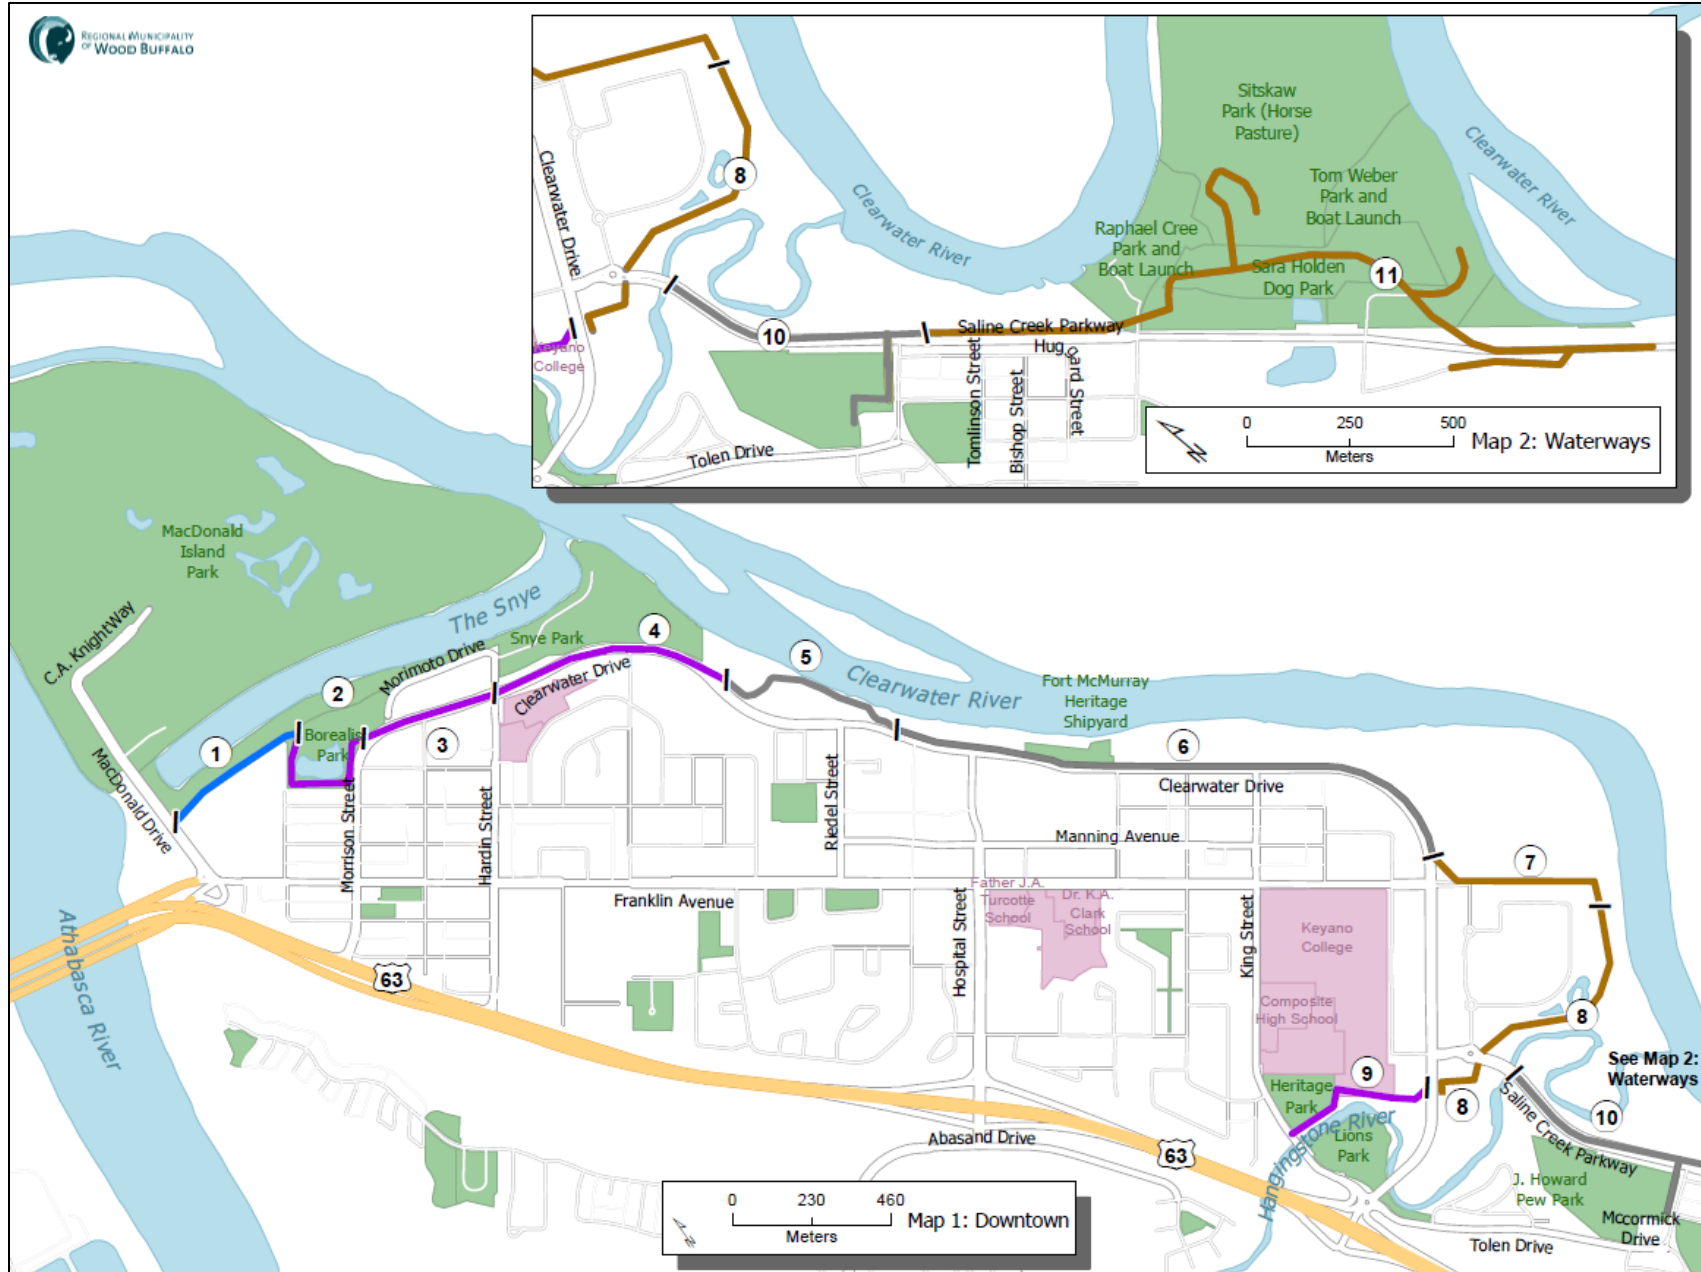 REGIONAL MUNICIPALITY
OF WOOD BUFFALO
Sitskaw
Park (Horse
Pasture)
Clearwater River
Tom Weber
Park and
Boat Launch
Clearwater Drive
8
Clearwater River
Raphael Cree
Park and
Boat Launch
Sara Holden
Dog Park
11
10
Saline Creek Parkway
Keyano
College
Tomlinson Street
Bishop Street
Huggard Street
Tolen Drive
0 250 500
Meters
Map 2: Waterways
N
MacDonald
Island
Park
The Snye
C.A. KnightWay
Morimoto Drive
Snye Park
4
5
Clearwater Drive
Clearwater River
Fort McMurray
Heritage
Shipyard
2
1
Borealis
Park
3
6
MacDonald Drive
Morrison Street
Hardin Street
Riedel Street
Clearwater Drive
Manning Avenue
7
Franklin Avenue
Father J.A.
Turcotte
School
Dr. K.A.
Clark
School
Hospital Street
King Street
Keyano
College
Athabasca River
63
Composite
High School
8
See Map 2:
Waterways
Heritage
Park
9
8
10
Saline Creek Parkway
Hangingstone River
Lions
Park
Abasand Drive
63
J. Howard
Pew Park
Mccormick
Drive
Tolen Drive
0 230 460
Meters
Map 1: Downtown
N